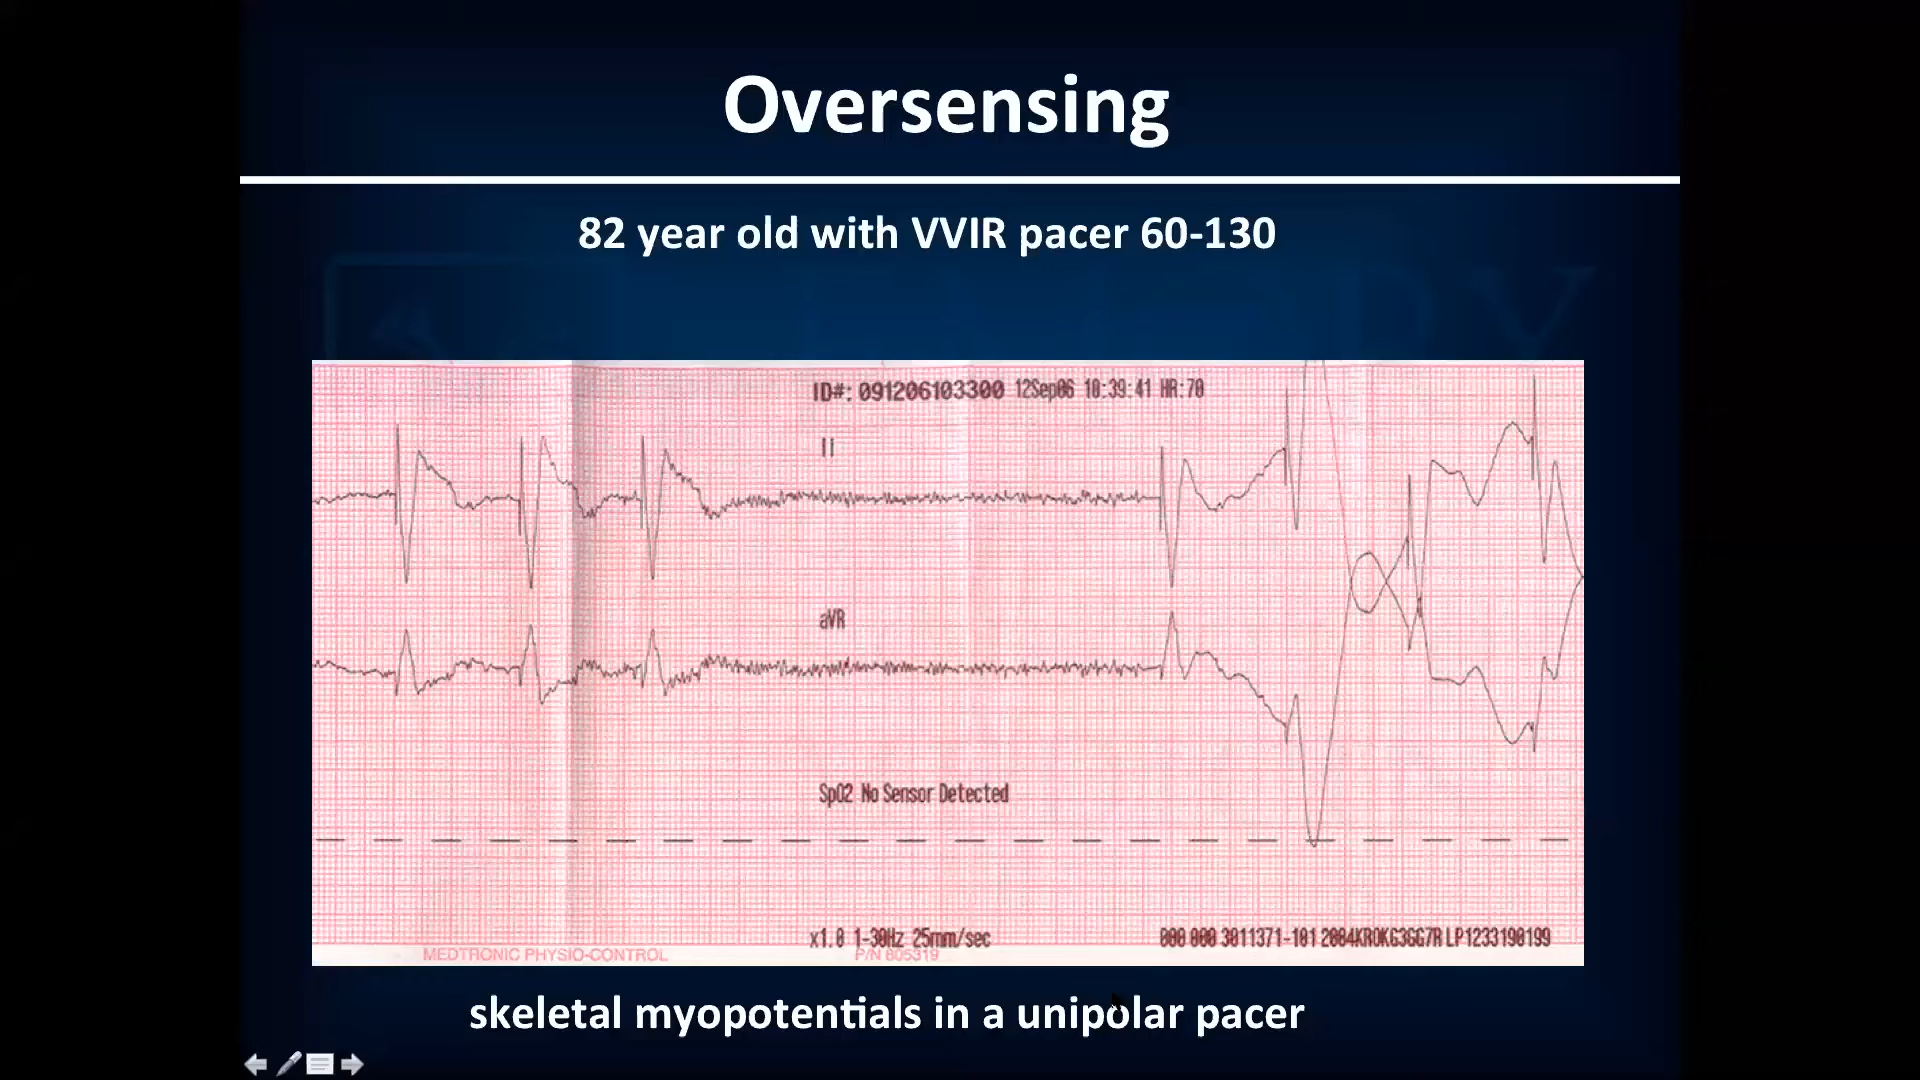 Oversensing
82 year old with VVIR pacer 60-130
ID#: 091206103300 12Sep06 10:39:41 HR:70
II
aVR
SpO2 No Sensor Detected
x1.0 1-30Hz 25mm/sec
MEDTRONIC PHYSIO-CONTROL
P/N 805319
skeletal myopotentials in a unipolar pacer